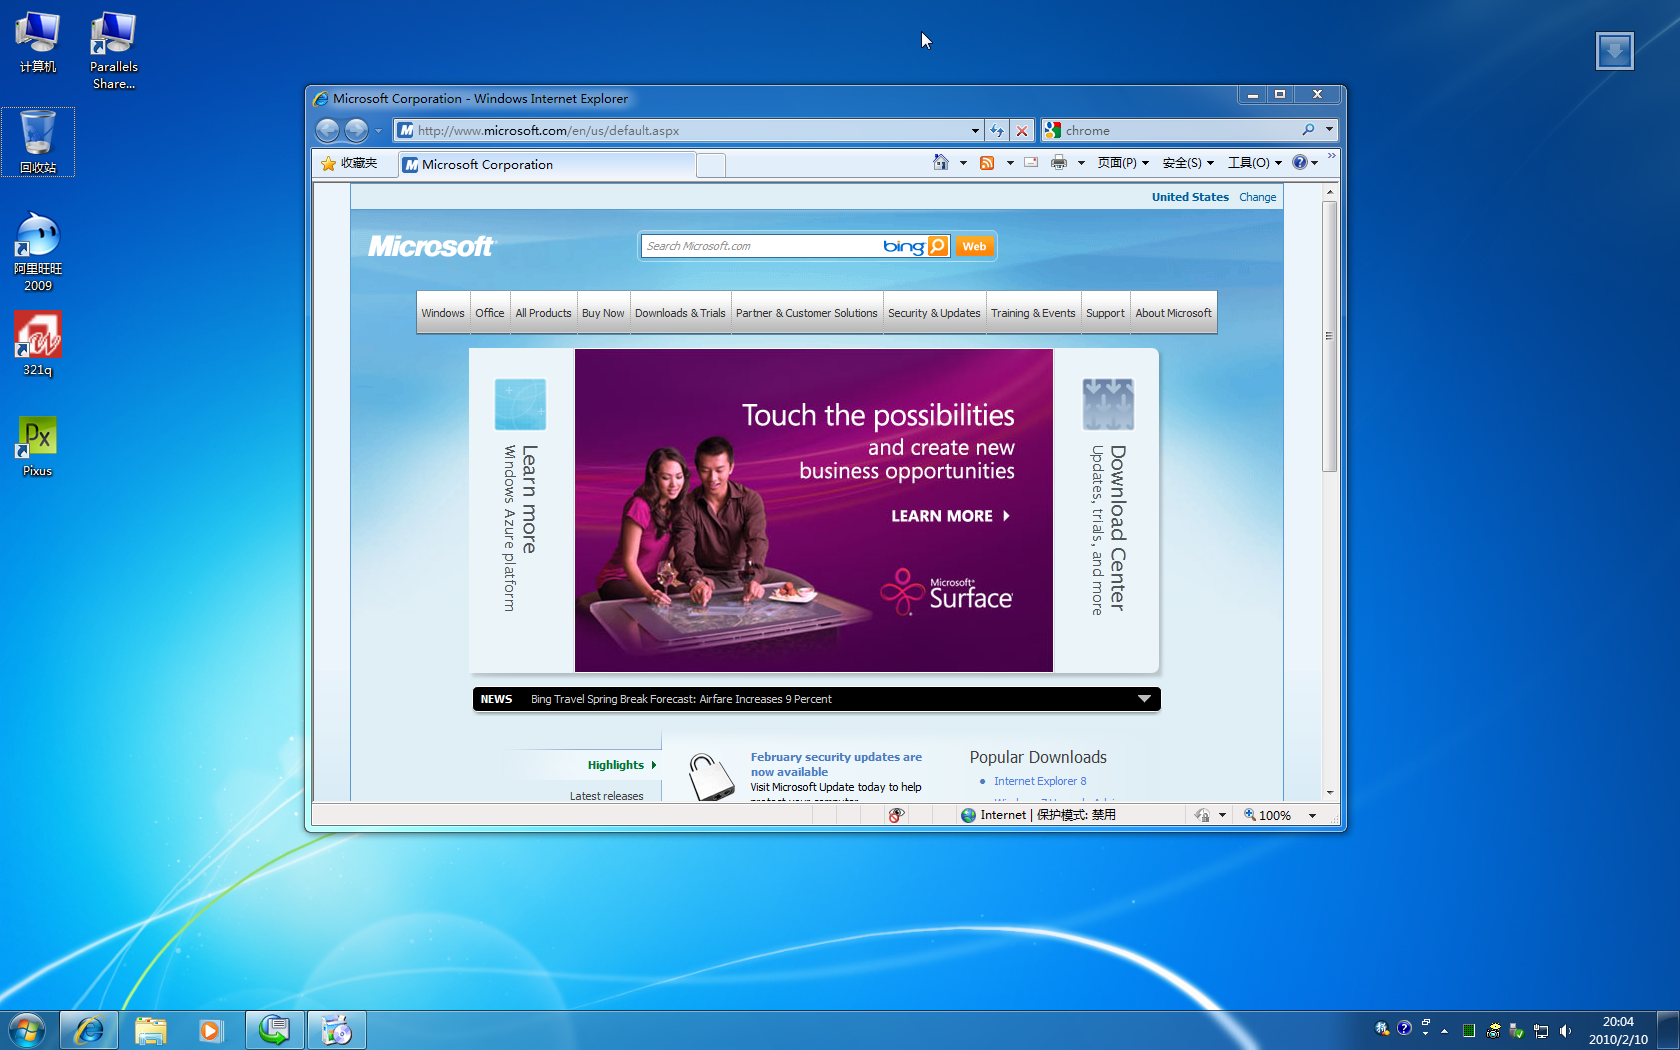 计算机
Parallels
Share...
回收站
阿里旺旺
2009
321q
Px
Pixus
Microsoft Corporation - Windows Internet Explorer
http://www.microsoft.com/en/us/default.aspx
chrome
收藏夹
Microsoft Corporation
页面(P)
安全(S)
工具(O)
United States Change
Microsoft
Search Microsoft.com
bing
Web
Windows
Office
All Products
Buy Now
Downloads & Trials
Partner & Customer Solutions
Security & Updates
Training & Events
Support
About Microsoft
Learn more
Windows Azure platform
Touch the possibilities
and create new
business opportunities
LEARN MORE
Microsoft®
Surface
Download Center
Updates, trials, and more
NEWS Bing Travel Spring Break Forecast: Airfare Increases 9 Percent
Highlights
Latest releases
February security updates are
now available
Visit Microsoft Update today to help
protect your computer
Popular Downloads
Internet Explorer 8
Internet | 保护模式: 禁用
100%
20:04
2010/2/10